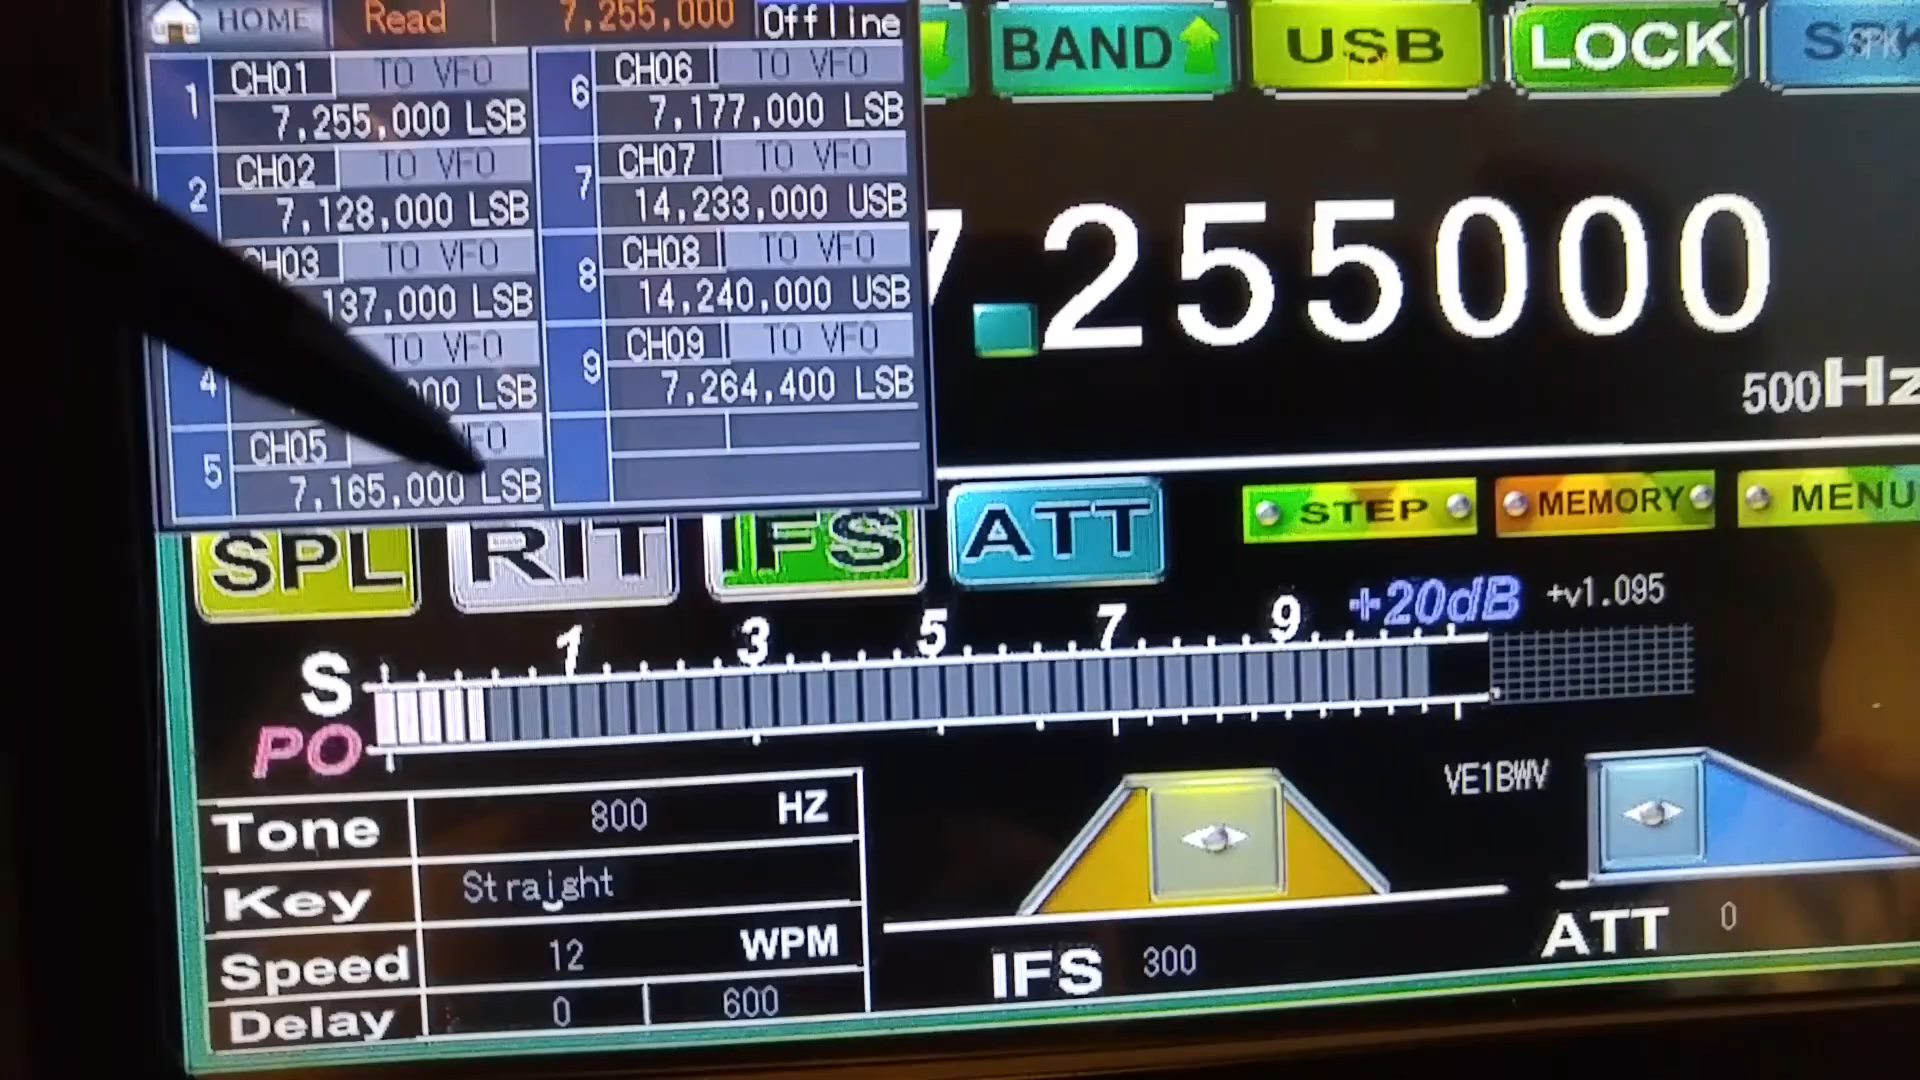 HOME Read 7,255,000 Offline
1 CH01 TO VFO
7,255,000 LSB
2 CH02 TO VFO
7,128,000 LSB
CH03 TO VFO
137,000 LSB
4 TO VFO
LSB
5 CH05
7,165,000 LSB
6 CH06 TO VFO
7,177,000 LSB
7 CH07 TO VFO
14,233,000 USB
8 CH08 TO VFO
14,240,000 USB
9 CH09 TO VFO
7,264,400 LSB
BAND USB LOCK SPK
7.255000
500Hz
SPL RIT IFS ATT STEP MEMORY MENU
+v1.095
S 1 3 5 7 9 +20dB
PO
Tone 800 HZ
Key Straight
Speed 12 WPM
Delay 0 600
VE1BWV
IFS 300
ATT 0